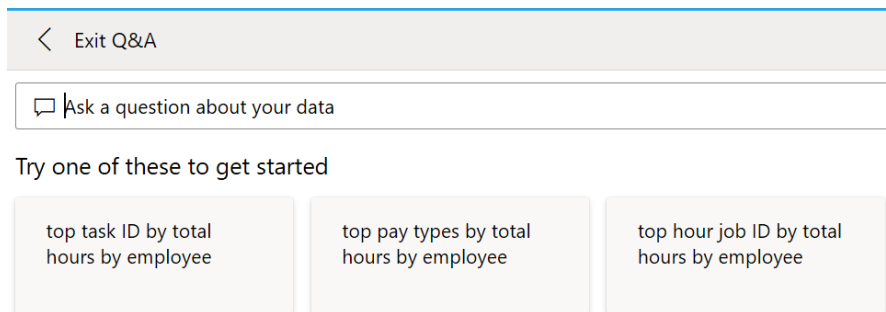 Exit Q&A
Ask a question about your data
Try one of these to get started
top task ID by total
hours by employee
top pay types by total
hours by employee
top hour job ID by total
hours by employee